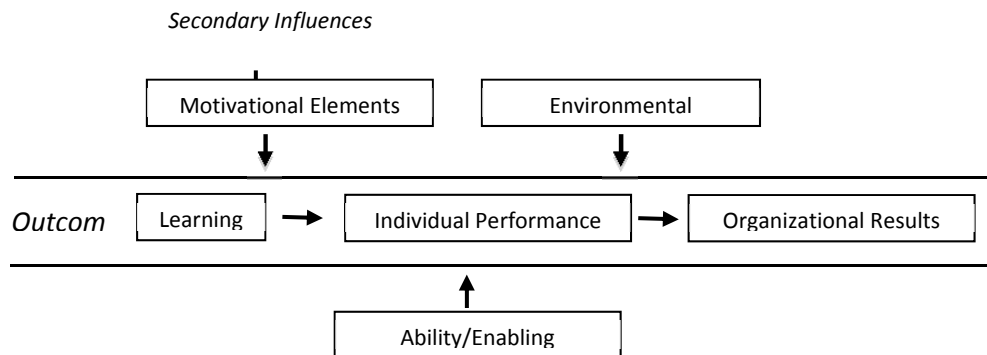 Secondary Influences
Motivational Elements
Environmental
Outcom
Learning
Individual Performance
Organizational Results
Ability/Enabling